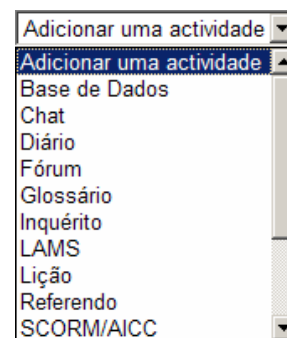 Adicionar uma actividade
Adicionar uma actividade
Base de Dados
Chat
Diário
Fórum
Glossário
Inquérito
LAMS
Lição
Referendo
SCORM/AICC